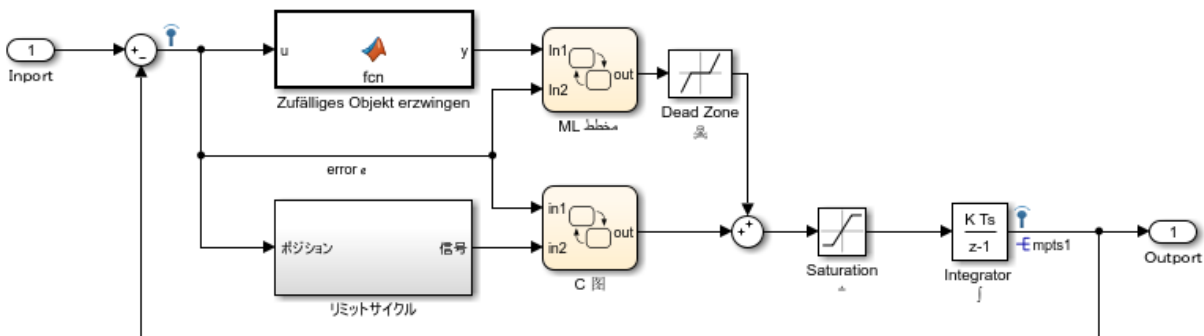 1
Inport
u
y
fcn
Zufälliges Objekt erzwingen
In1
In2
out
ML مخطط
Dead Zone
error e
ポジション
信号
リミットサイクル
in1
in2
out
C 图
Saturation
K Ts
z-1
mpts1
Integrator
∫
1
Outport